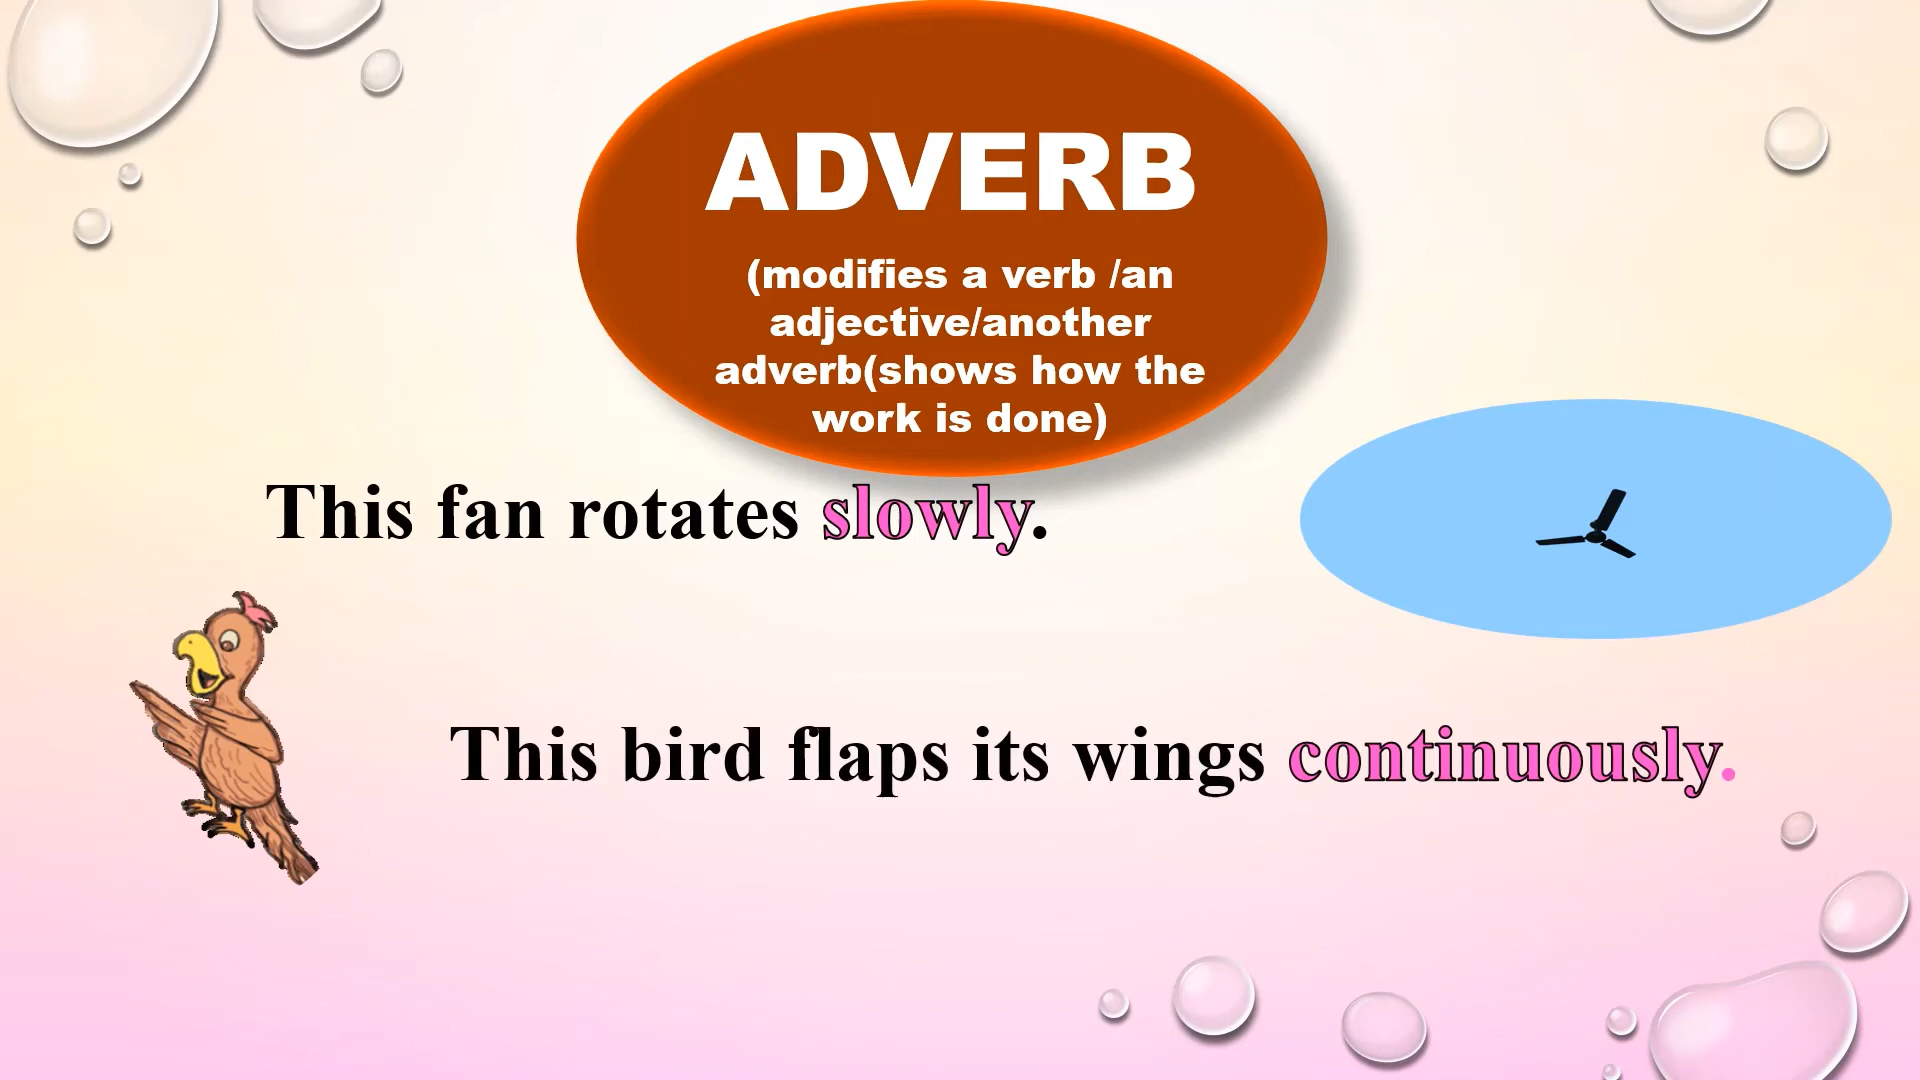 ADVERB
(modifies a verb /an
adjective/another
adverb(shows how the
work is done)
This fan rotates slowly.
This bird flaps its wings continuously.